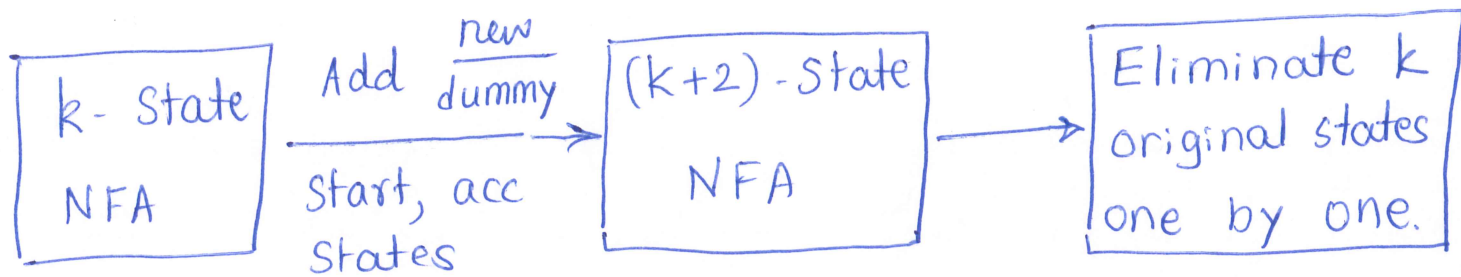 k- State
NFA
Add new
dummy
Start, acc
States
(k+2)-State
NFA
Eliminate k
original states
one by one.